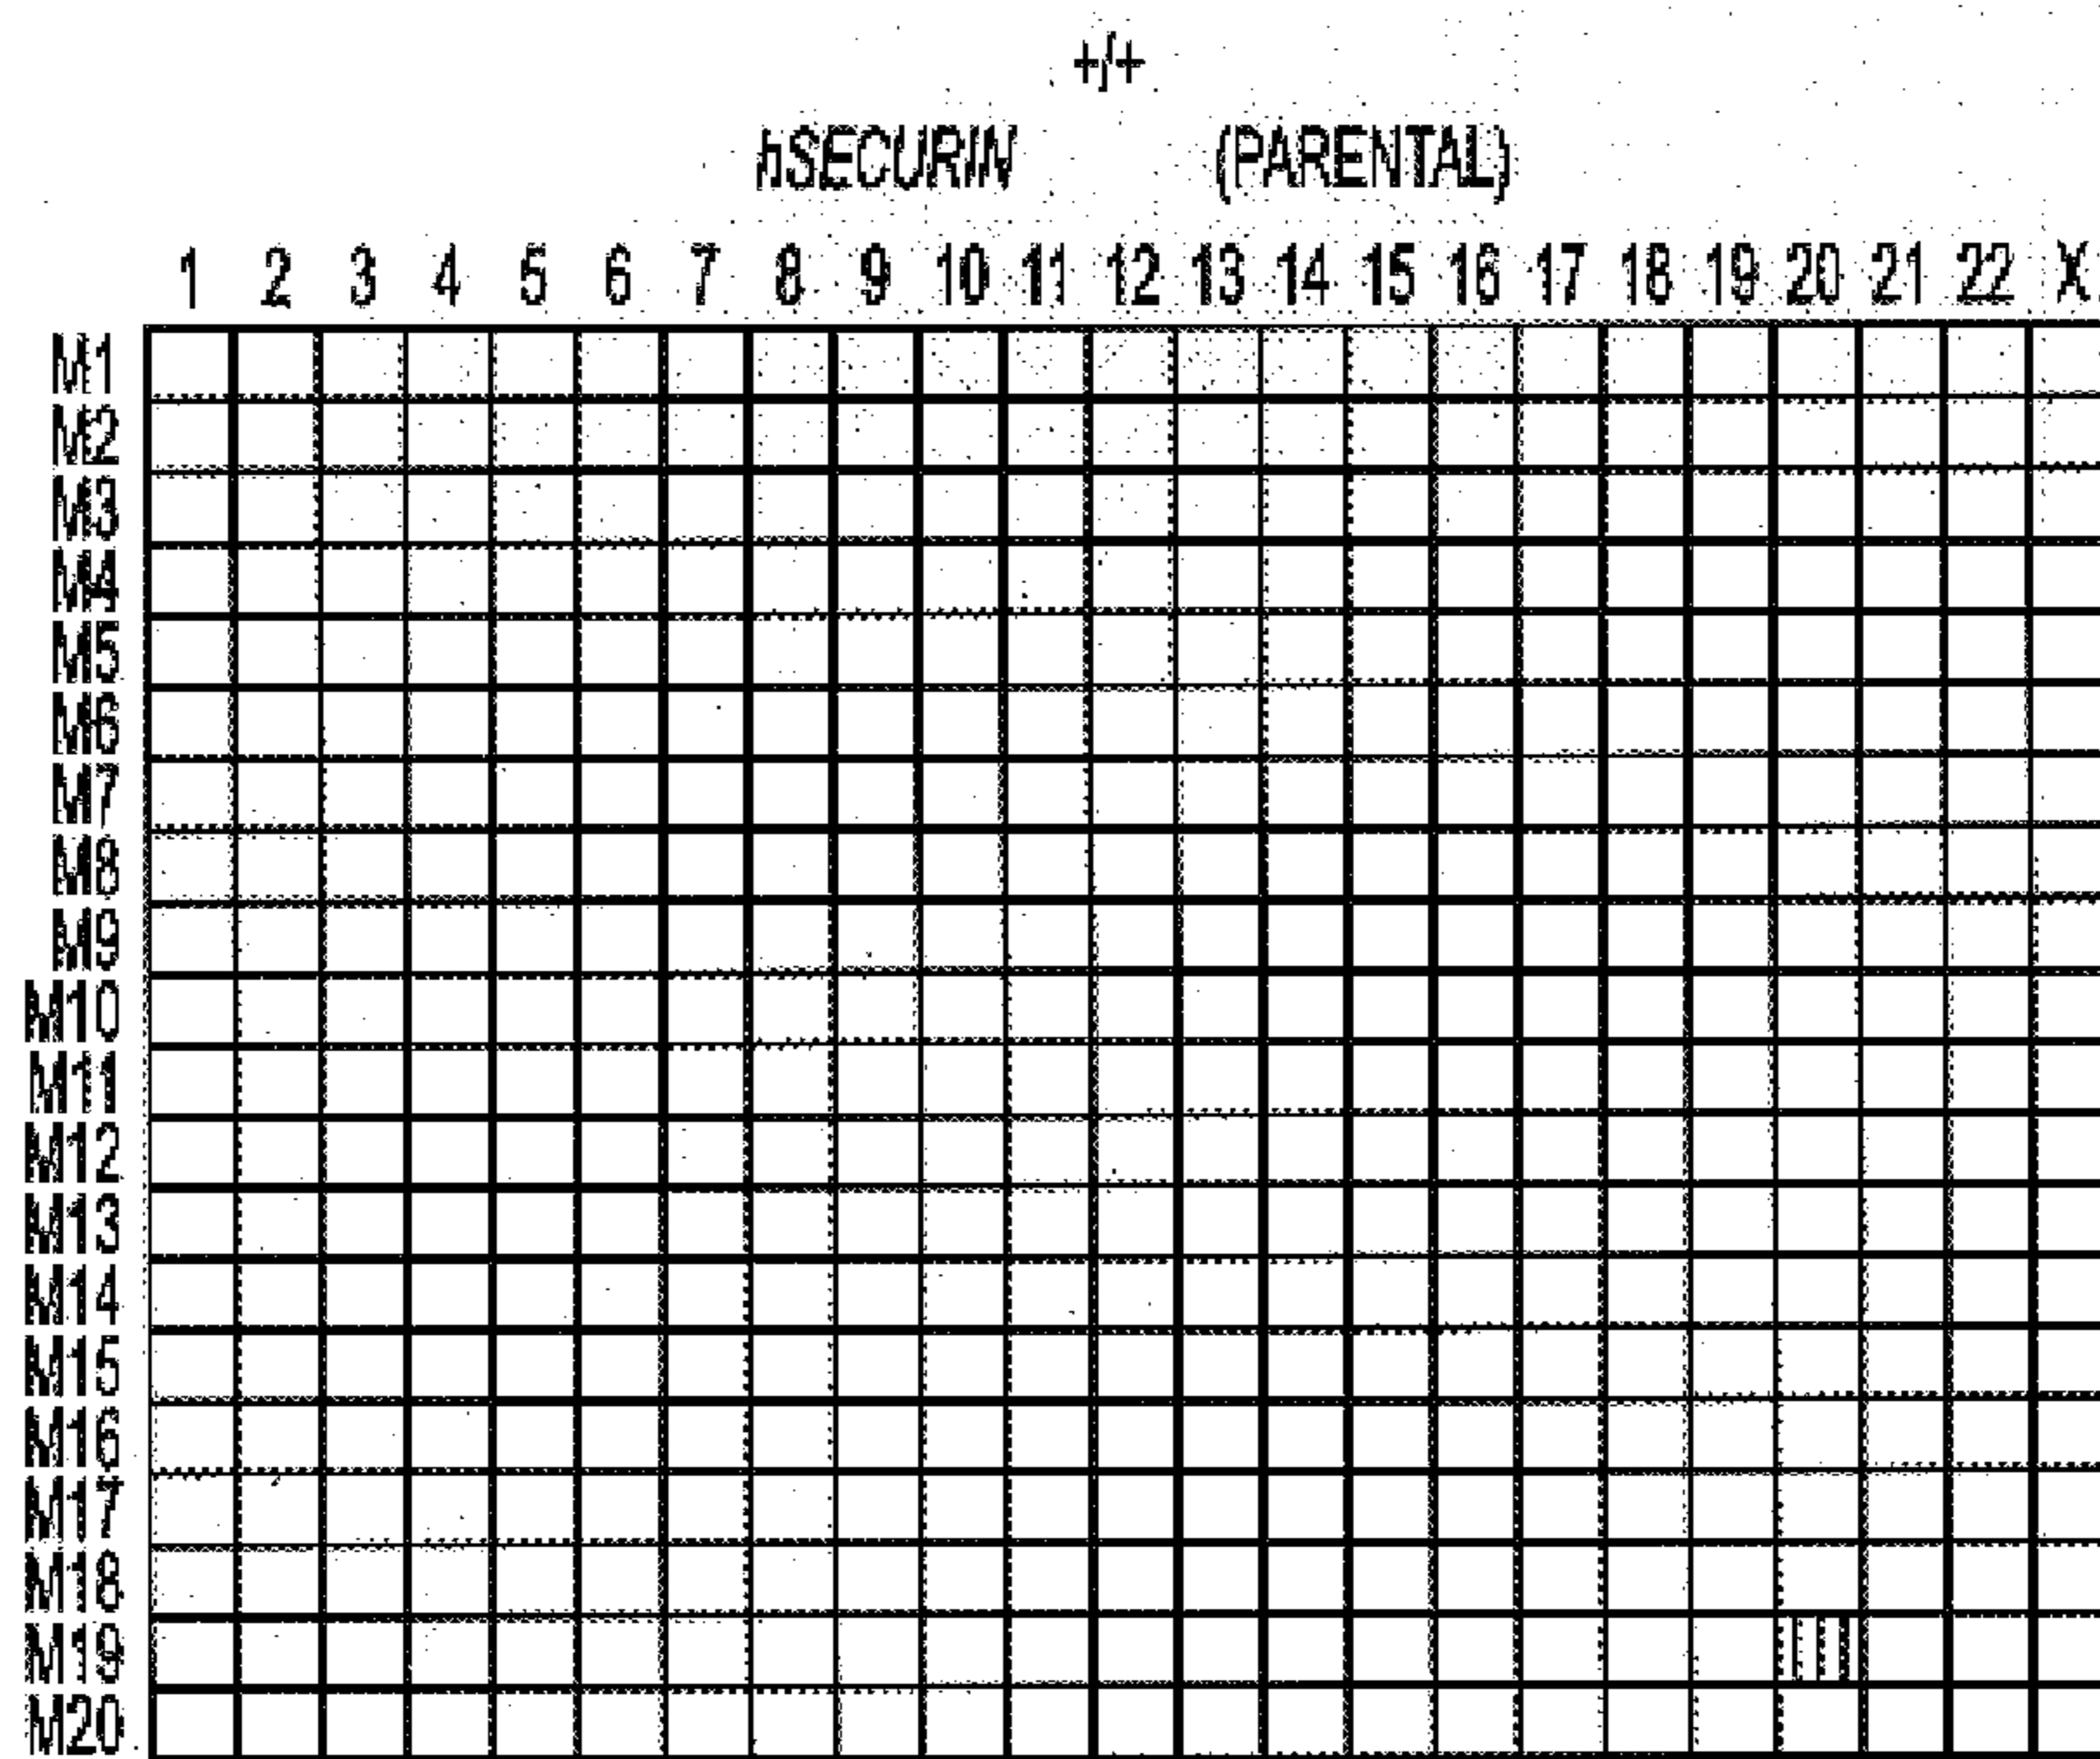 +/+
hSECURIN (PARENTAL)
1 2 3 4 5 6 7 8 9 10 11 12 13 14 15 16 17 18 19 20 21 22 X
M1
M2
M3
M4
M5
M6
M7
M8
M9
M10
M11
M12
M13
M14
M15
M16
M17
M18
M19
M20